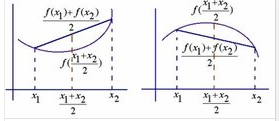 f(x₁)+f(x₂)
2
f(x₁+x₂
2)
x₁ x₁+x₂
2 x₂
f(x₁+x₂
2)
f(x₁)+f(x₂)
2
x₁ x₁+x₂
2 x₂